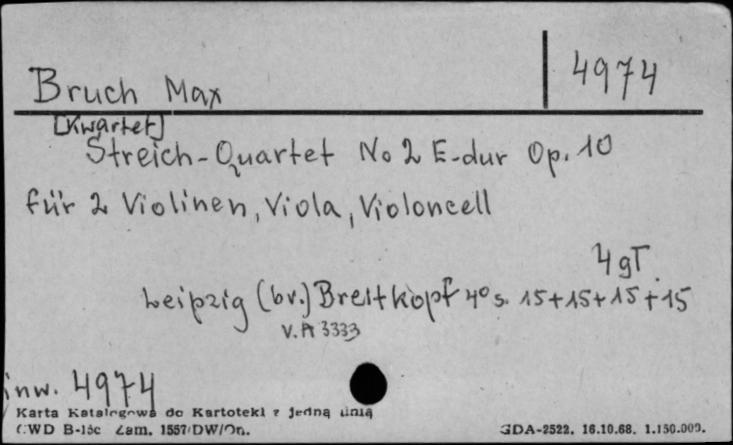 Bruch Max 4974
[Kwartet]
Streich-Quartet No 2 E-dur Op. 10
für 2 Violinen, Viola, Violoncell
4 gT.
Leipzig (br.) Breitkopf 4° s. 15+15+15+15
V. A 3333
inw. 4974
Karta Katalogowa do Kartoteki z jedną linią
CWD B-15c Zam. 1557/DW/On. GDA-2522. 16.10.68. 1.150.000.